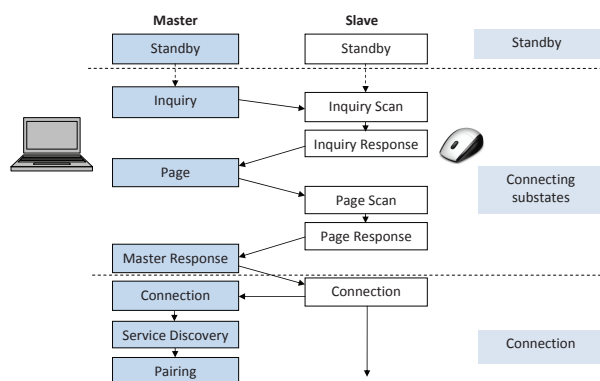 Master
Slave
Standby
Standby
Standby
Inquiry
Inquiry Scan
Inquiry Response
Page
Connecting
substates
Page Scan
Page Response
Master Response
Connection
Connection
Service Discovery
Connection
Pairing